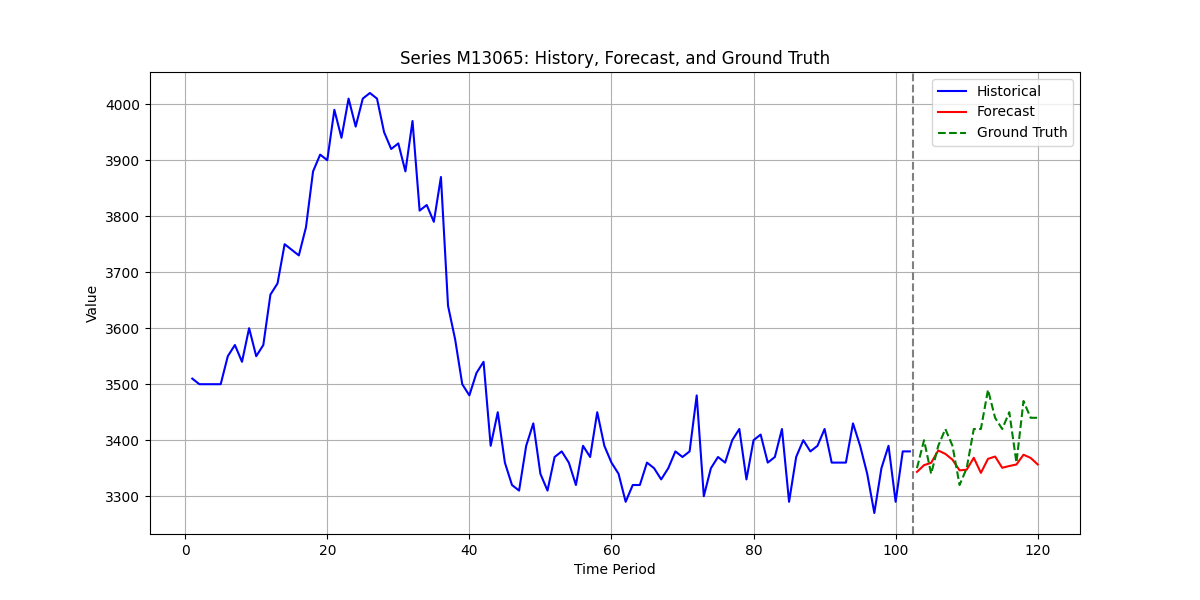 Series M13065: History, Forecast, and Ground Truth
Historical
Forecast
Ground Truth
Value
4000
3900
3800
3700
3600
3500
3400
3300
0 20 40 60 80 100 120
Time Period